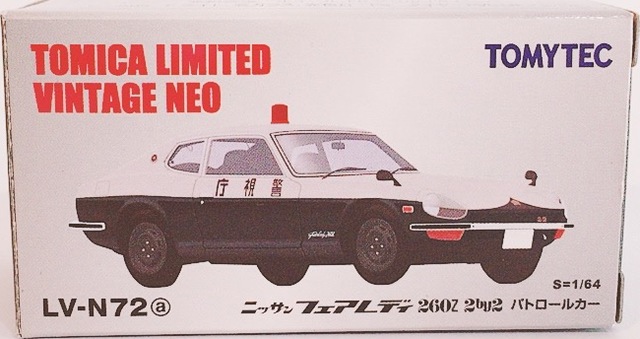 TOMICA LIMITED
VINTAGE NEO
TOMYTEC
庁視警
S=1/64
LV-N72ⓐ ニッサン フェアレディ 260Z 2by2 パトロールカー